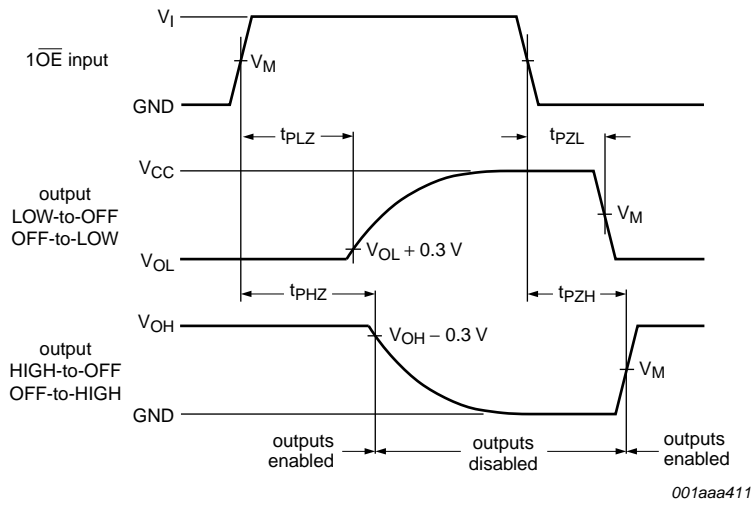 V_I
1O̅E̅ input
V_M
GND
t_PLZ
t_PZL
V_CC
output
LOW-to-OFF
OFF-to-LOW
V_M
V_OL + 0.3 V
V_OL
t_PHZ
t_PZH
V_OH
V_OH − 0.3 V
output
HIGH-to-OFF
OFF-to-HIGH
V_M
GND
outputs
enabled
outputs
disabled
outputs
enabled
001aaa411